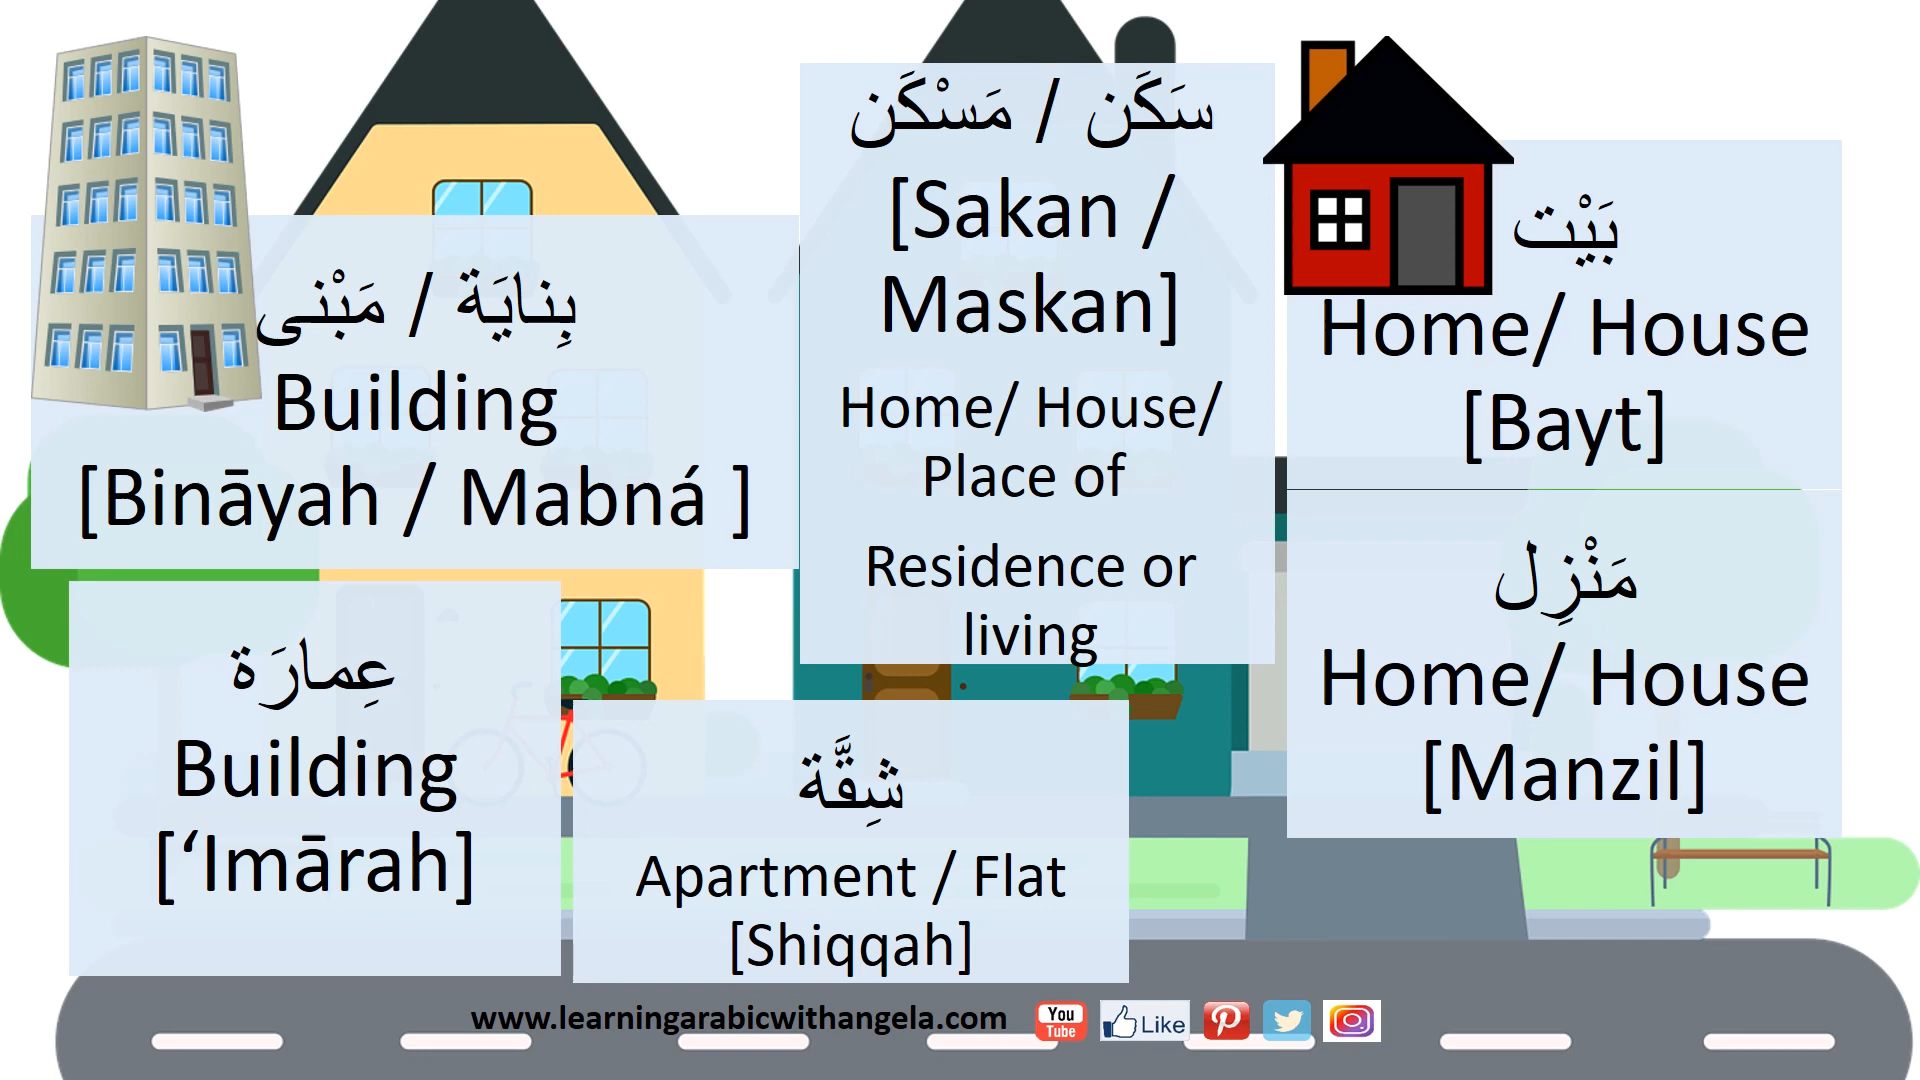 بِنايَة / مَبْنى
Building
[Bināyah / Mabná ]
سَكَن / مَسْكَن
[Sakan /
Maskan]
Home/ House/
Place of
Residence or
living
بَيْت
Home/ House
[Bayt]
مَنْزِل
Home/ House
[Manzil]
عِمارَة
Building
[‘Imārah]
شِقَّة
Apartment / Flat
[Shiqqah]
www.learningarabicwithangela.com
You
Tube
Like